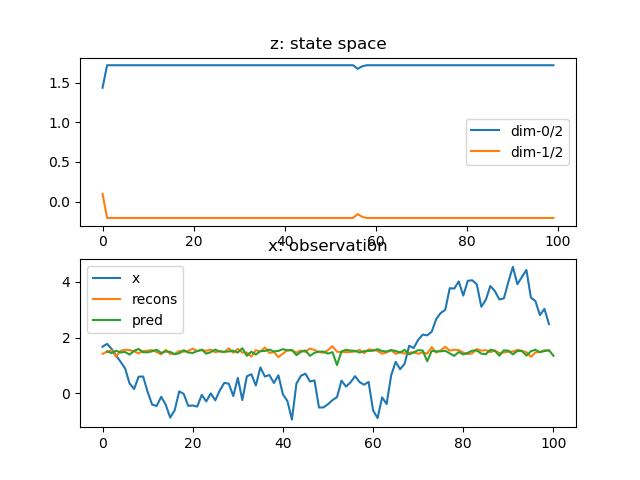 z: state space
1.5
1.0
0.5
0.0
dim-0/2
dim-1/2
0 20 40 60 80 100
x: observation
4
2
0
x
recons
pred
0 20 40 60 80 100